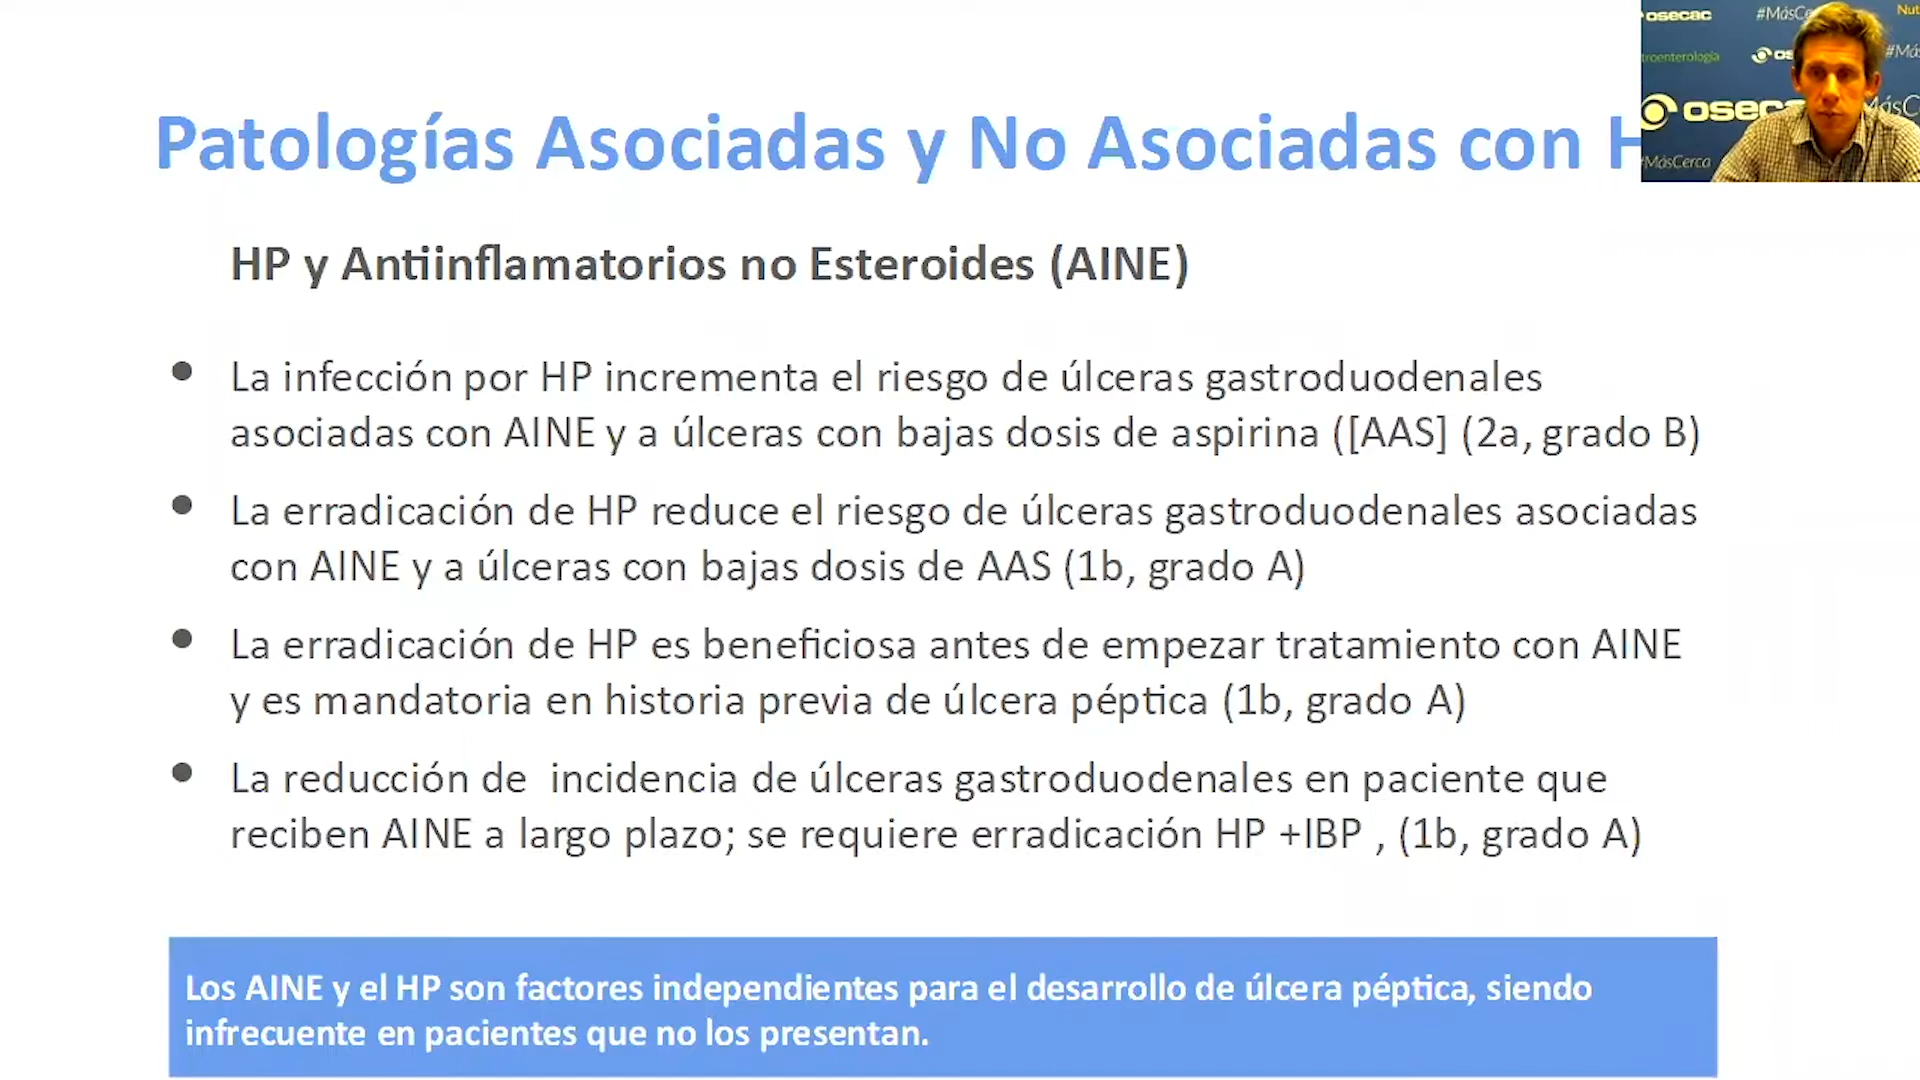 Patologías Asociadas y No Asociadas con
HP y Antiinflamatorios no Esteroides (AINE)
• La infección por HP incrementa el riesgo de úlceras gastroduodenales
asociadas con AINE y a úlceras con bajas dosis de aspirina ([AAS] (2a, grado B)
• La erradicación de HP reduce el riesgo de úlceras gastroduodenales asociadas
con AINE y a úlceras con bajas dosis de AAS (1b, grado A)
• La erradicación de HP es beneficiosa antes de empezar tratamiento con AINE
y es mandatoria en historia previa de úlcera péptica (1b, grado A)
• La reducción de  incidencia de úlceras gastroduodenales en paciente que
reciben AINE a largo plazo; se requiere erradicación HP +IBP , (1b, grado A)
Los AINE y el HP son factores independientes para el desarrollo de úlcera péptica, siendo
infrecuente en pacientes que no los presentan.
osecac
#MásCerca